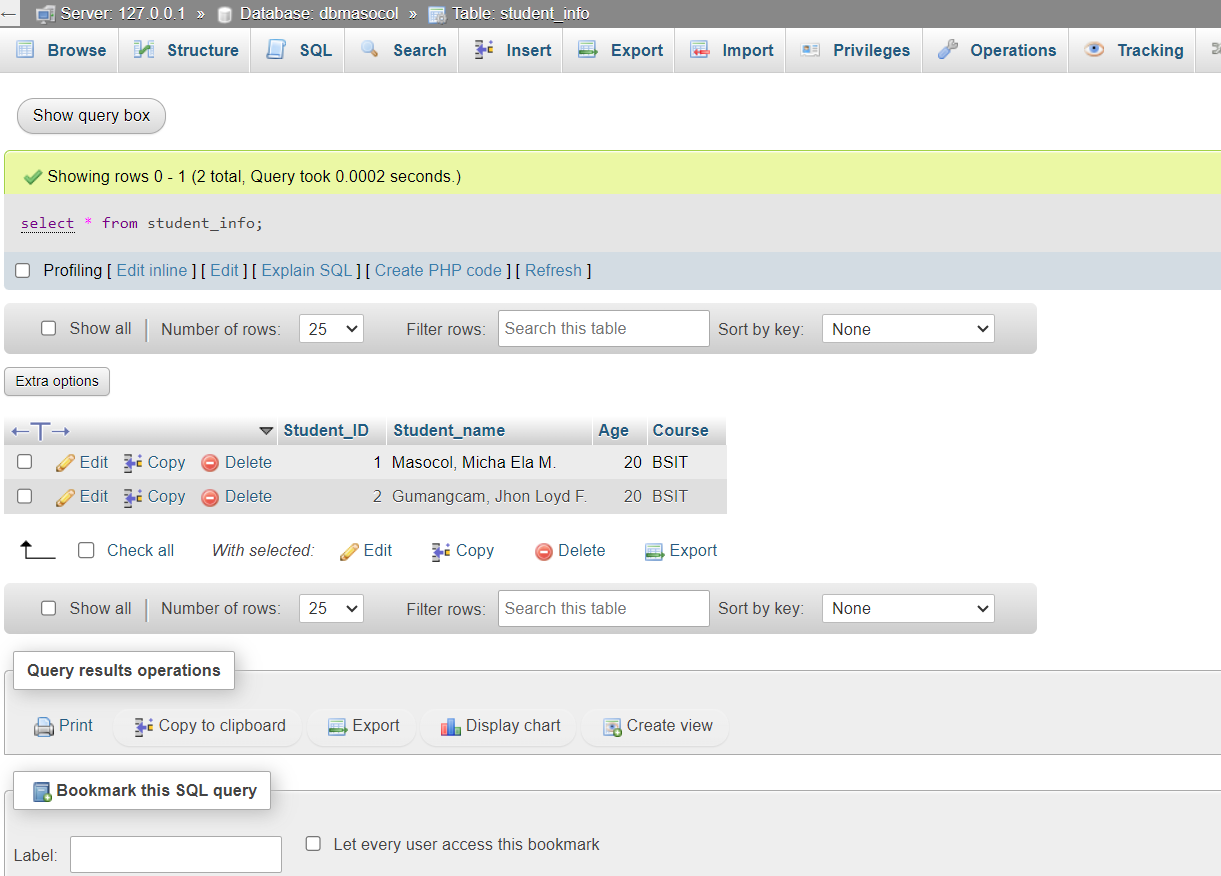 Server: 127.0.0.1 » Database: dbmasocol » Table: student_info
Browse Structure SQL Search Insert Export Import Privileges Operations Tracking
Show query box
Showing rows 0 - 1 (2 total, Query took 0.0002 seconds.)
select * from student_info;
Profiling [ Edit inline ] [ Edit ] [ Explain SQL ] [ Create PHP code ] [ Refresh ]
Show all | Number of rows: 25 Filter rows: Search this table Sort by key: None
Extra options
←T→ Student_ID Student_name Age Course
Edit Copy Delete 1 Masocol, Micha Ela M. 20 BSIT
Edit Copy Delete 2 Gumangcam, Jhon Loyd F. 20 BSIT
Check all With selected: Edit Copy Delete Export
Show all | Number of rows: 25 Filter rows: Search this table Sort by key: None
Query results operations
Print Copy to clipboard Export Display chart Create view
Bookmark this SQL query
Label: Let every user access this bookmark